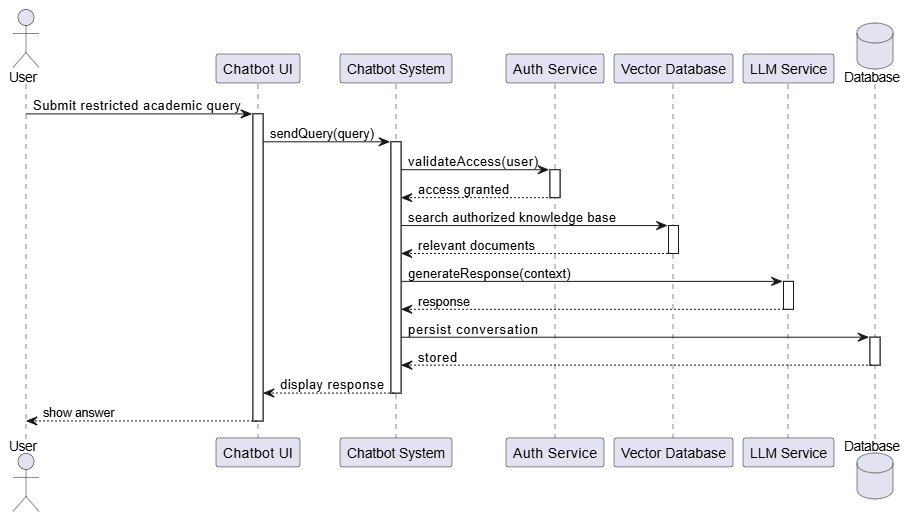 User
Chatbot UI
Chatbot System
Auth Service
Vector Database
LLM Service
Database
Submit restricted academic query
sendQuery(query)
validateAccess(user)
access granted
search authorized knowledge base
relevant documents
generateResponse(context)
response
persist conversation
stored
display response
show answer
User
Chatbot UI
Chatbot System
Auth Service
Vector Database
LLM Service
Database